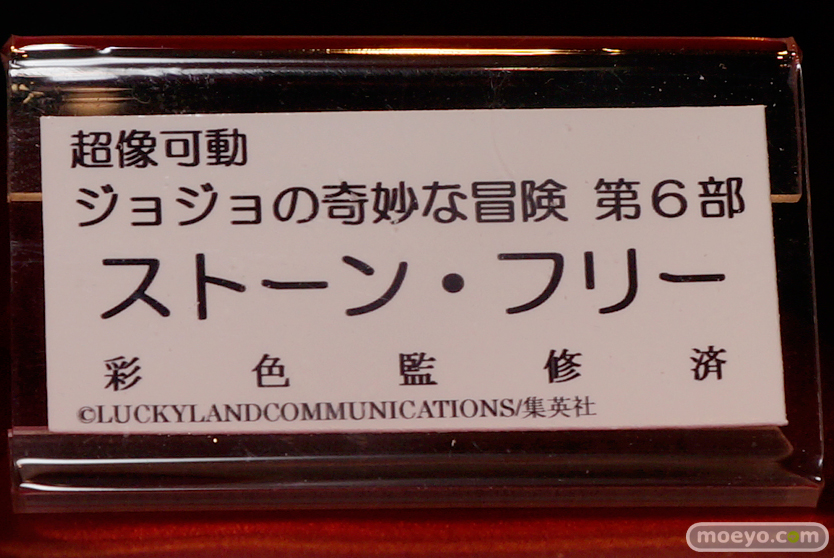 超像可動
ジョジョの奇妙な冒険 第６部
ストーン・フリー
彩色監修済
©LUCKYLANDCOMMUNICATIONS/集英社
moeyo.com